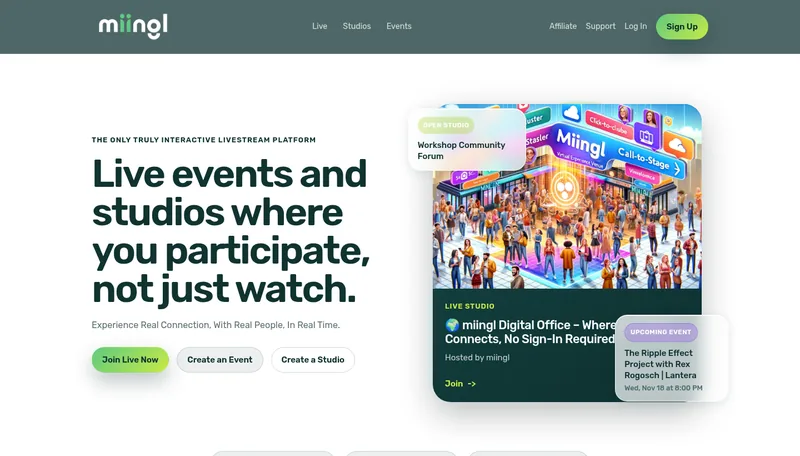 miingl
Live
Studios
Events
Affiliate
Support
Log In
Sign Up
THE ONLY TRULY INTERACTIVE LIVESTREAM PLATFORM
Live events and
studios where
you participate,
not just watch.
Experience Real Connection, With Real People, In Real Time.
Join Live Now
Create an Event
Create a Studio
OPEN STUDIO
Workshop Community
Forum
Miingl
Call-to-Stage
LIVE STUDIO
🌍 miingl Digital Office – Where
Connects, No Sign-In Required
Hosted by miingl
Join ->
UPCOMING EVENT
The Ripple Effect
Project with Rex
Rogosch | Lantera
Wed, Nov 18 at 8:00 PM